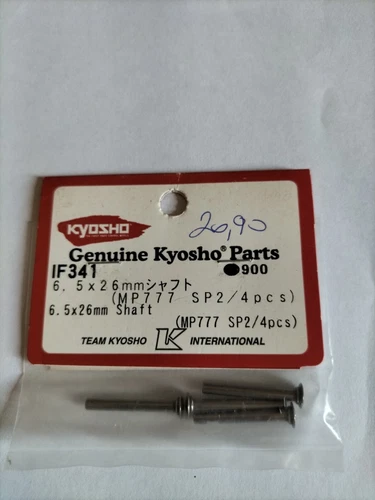 KYOSHO
26,90
Genuine Kyosho® Parts
IF341 ●900
6.5x26mmシャフト
(MP777 SP2/4pcs)
6.5x26mm Shaft
(MP777 SP2/4pcs)
TEAM KYOSHO K INTERNATIONAL